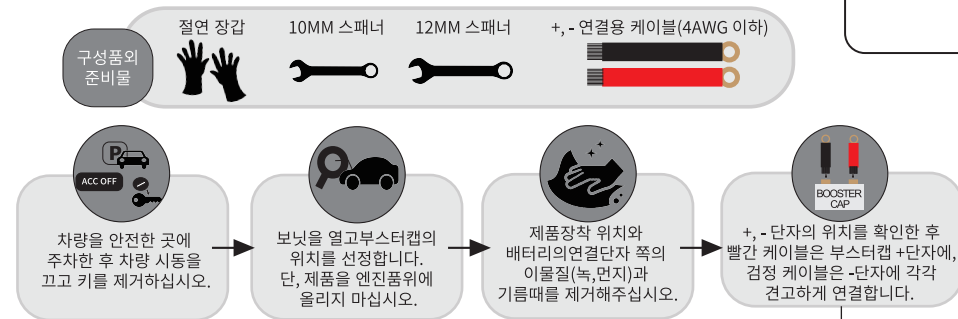 구성품외
준비물
절연 장갑
10MM 스패너
12MM 스패너
+, - 연결용 케이블(4AWG 이하)
P
ACC OFF
차량을 안전한 곳에
주차한 후 차량 시동을
끄고 키를 제거하십시오.
보닛을 열고부스터캡의
위치를 선정합니다.
단, 제품을 엔진품위에
올리지 마십시오.
제품장착 위치와
배터리의연결단자 쪽의
이물질(녹,먼지)과
기름때를 제거해주십시오.
BOOSTER
CAP
+, - 단자의 위치를 확인한 후
빨간 케이블은 부스터캡 +단자에,
검정 케이블은 -단자에 각각
견고하게 연결합니다.